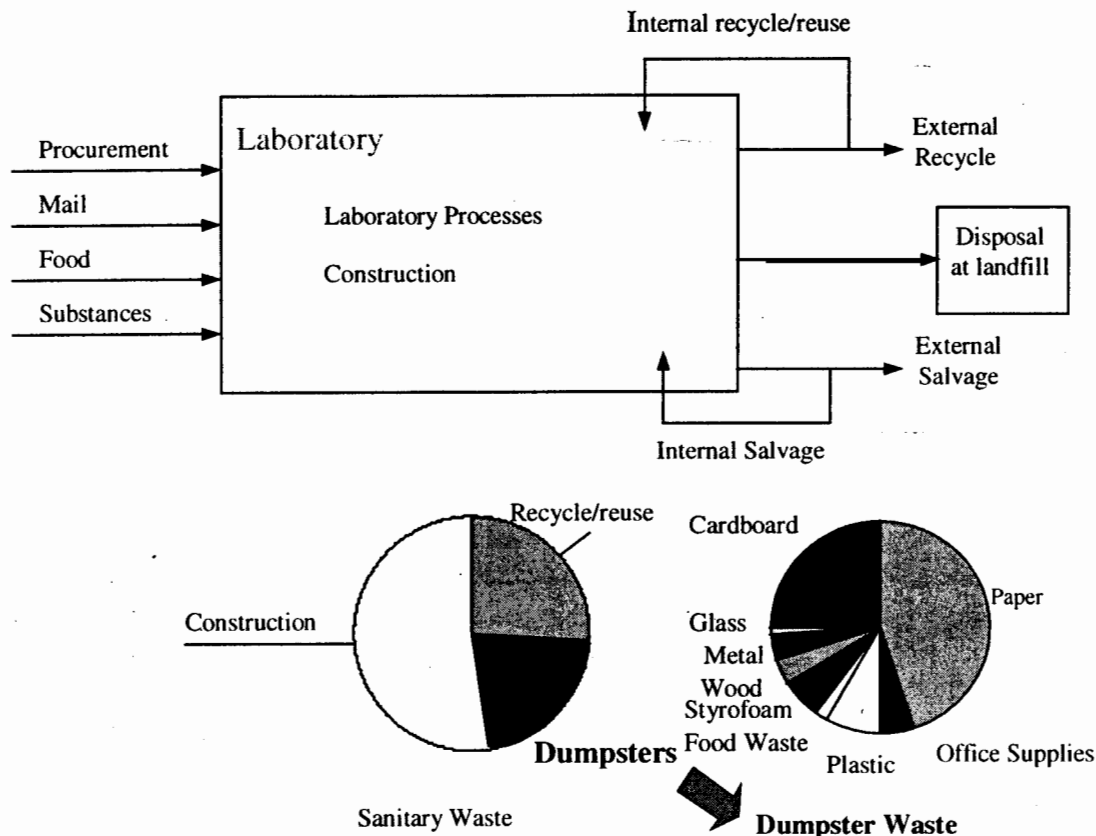 Internal recycle/reuse
Laboratory
Procurement
Mail
Food
Substances
Laboratory Processes
Construction
External
Recycle
Disposal
at landfill
External
Salvage
Internal Salvage
Recycle/reuse
Construction
Dumpsters
Sanitary Waste
Cardboard
Paper
Glass
Metal
Wood
Styrofoam
Food Waste
Plastic
Office Supplies
Dumpster Waste